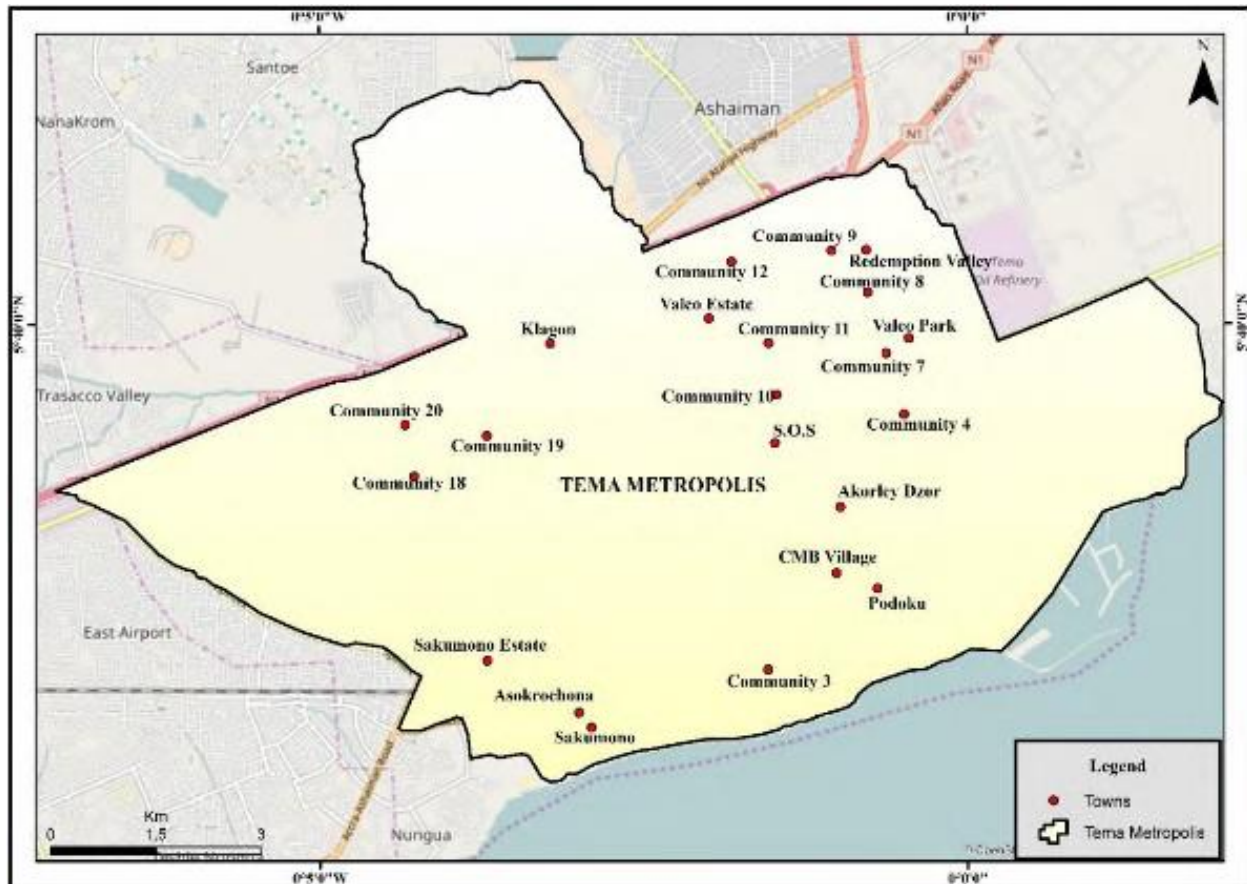 0°5'0"W
0°0'0"
N
Santoe
N1
NanaKrom
Ashaiman
N1
Community 9
Community 12
Redemption Valley
Tema
Oil Refinery
Community 8
Valco Estate
5°40'0"N
5°40'0"N
Klagon
Community 11
Valco Park
Community 7
Trasacco Valley
Community 10
Community 20
Community 4
S.O.S
Community 19
Community 18
TEMA METROPOLIS
Akorley Dzor
CMB Village
Podoku
East Airport
Sakumono Estate
Community 3
Asokrochona
Sakumono
Accra-Ashaiman Road
Nungua
Km
0
1,5
3
Legend
Towns
Tema Metropolis
0°5'0"W
0°0'0"